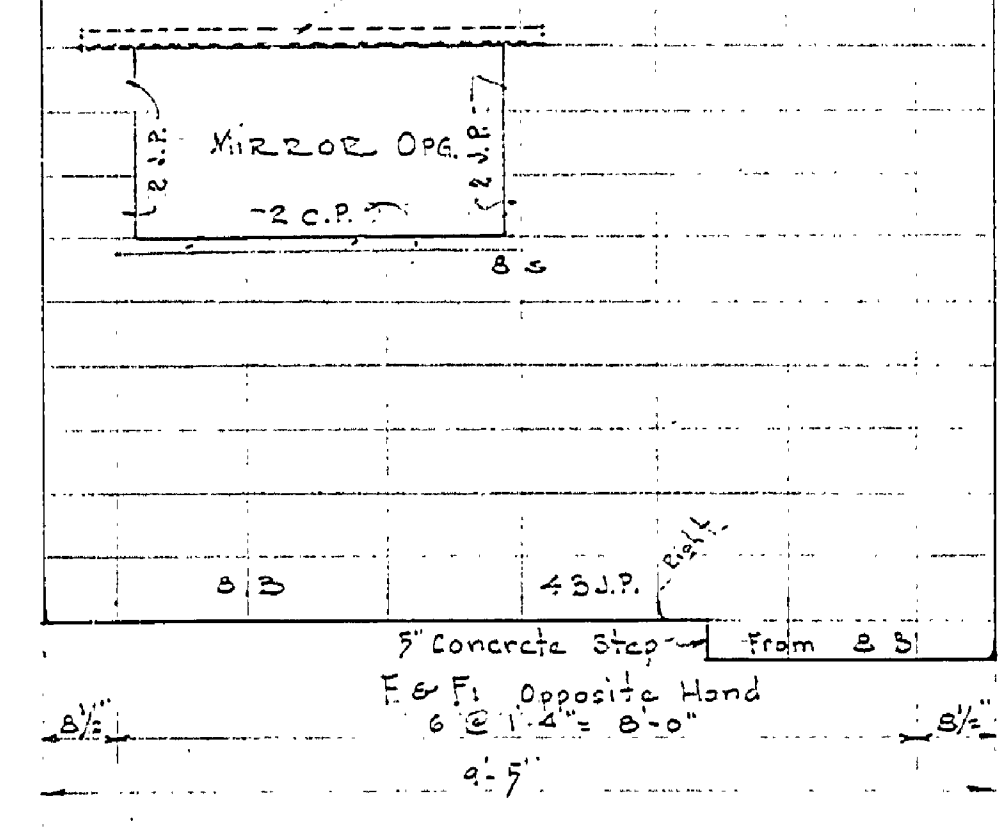 2 J.P.
MIRROR OPG.
2 J.P.
2 C.P.
8 S
8 B
4 B J.P.
Right
5" Concrete Step
From 8 B
F & F1 Opposite Hand
8½"
6 @ 1'-4" = 8'-0"
8½"
9'-5"